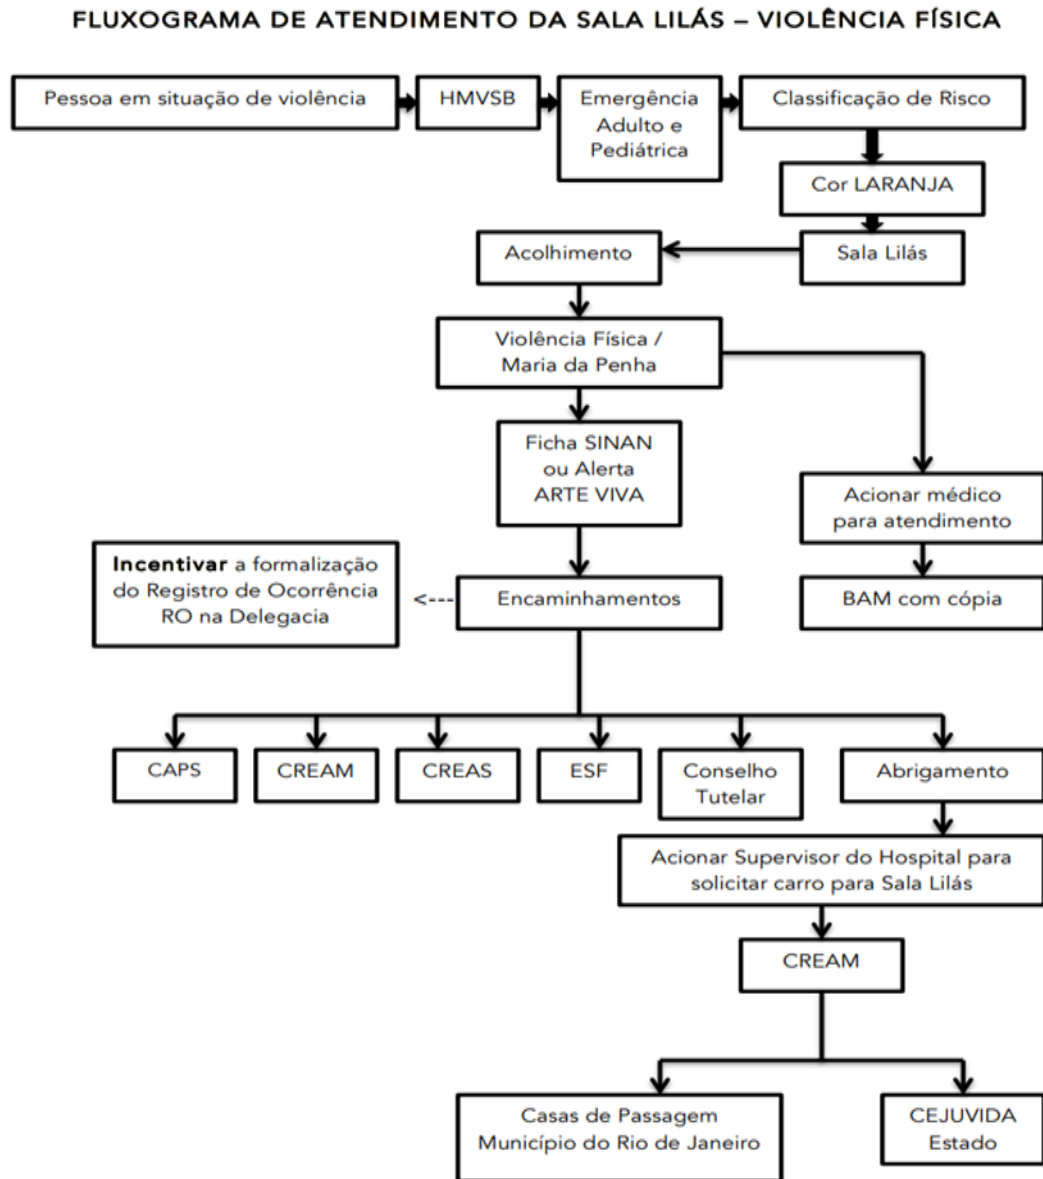 FLUXOGRAMA DE ATENDIMENTO DA SALA LILÁS – VIOLÊNCIA FÍSICA
Pessoa em situação de violência
HMVSB
Emergência
Adulto e
Pediátrica
Classificação de Risco
Cor LARANJA
Sala Lilás
Acolhimento
Violência Física /
Maria da Penha
Ficha SINAN
ou Alerta
ARTE VIVA
Acionar médico
para atendimento
BAM com cópia
Encaminhamentos
<---
Incentivar a formalização
do Registro de Ocorrência
RO na Delegacia
CAPS
CREAM
CREAS
ESF
Conselho
Tutelar
Abrigamento
Acionar Supervisor do Hospital para
solicitar carro para Sala Lilás
CREAM
Casas de Passagem
Município do Rio de Janeiro
CEJUVIDA
Estado